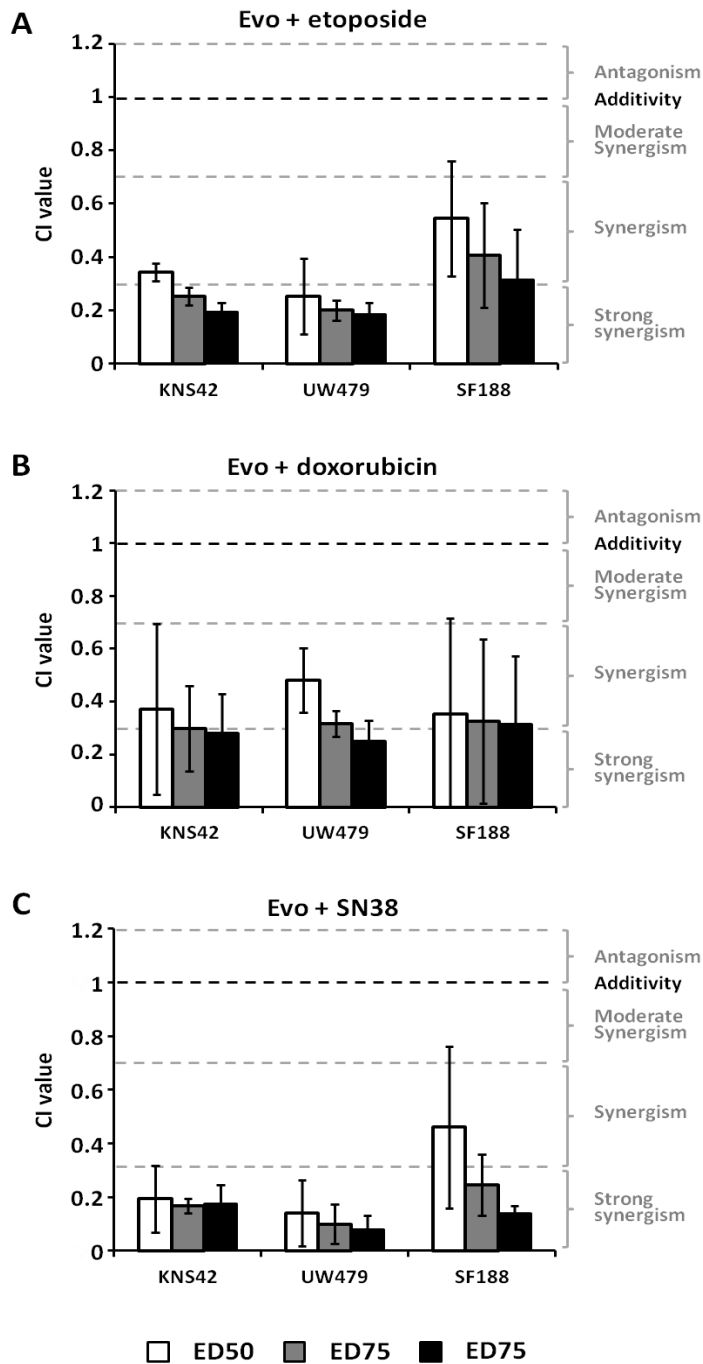 A
Evo + etoposide
1.2
1
0.8
0.6
0.4
0.2
0
CI value
Antagonism
Additivity
Moderate
Synergism
Synergism
Strong
synergism
KNS42 UW479 SF188
B
Evo + doxorubicin
1.2
1
0.8
0.6
0.4
0.2
0
CI value
Antagonism
Additivity
Moderate
Synergism
Synergism
Strong
synergism
KNS42 UW479 SF188
C
Evo + SN38
1.2
1
0.8
0.6
0.4
0.2
0
CI value
Antagonism
Additivity
Moderate
Synergism
Synergism
Strong
synergism
KNS42 UW479 SF188
ED50 ED75 ED75